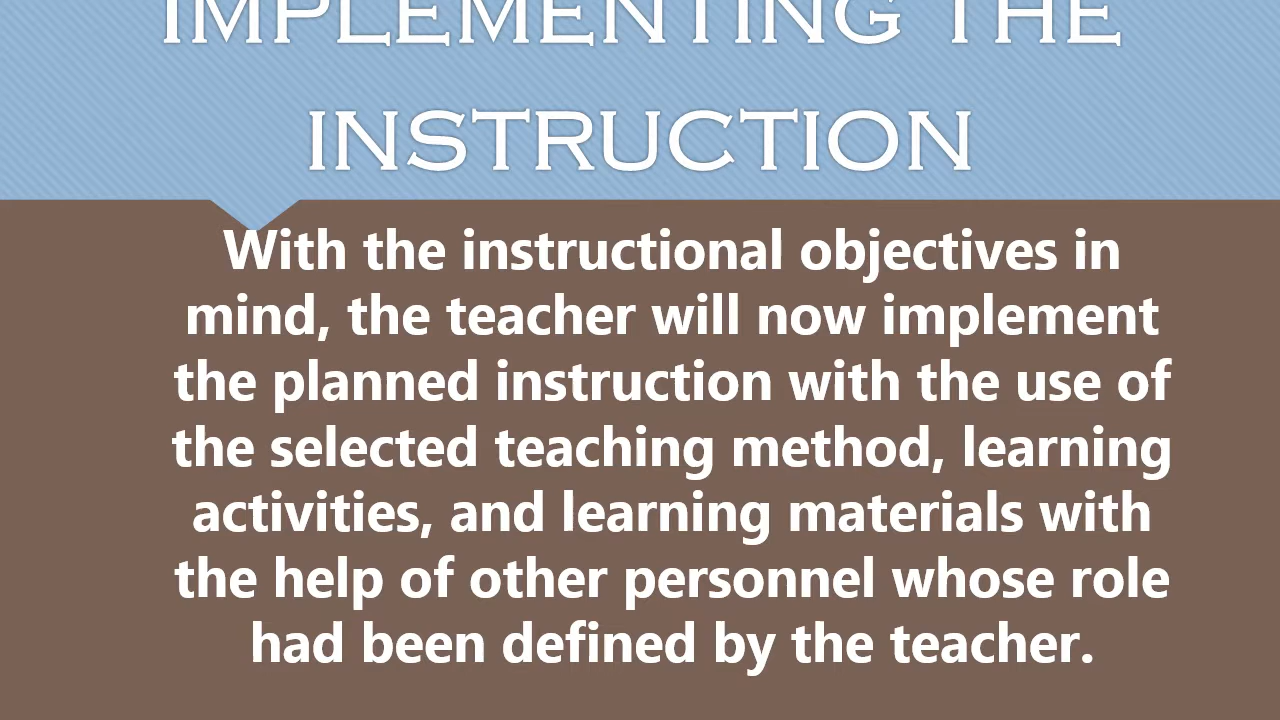 IMPLEMENTING THE
INSTRUCTION
With the instructional objectives in
mind, the teacher will now implement
the planned instruction with the use of
the selected teaching method, learning
activities, and learning materials with
the help of other personnel whose role
had been defined by the teacher.